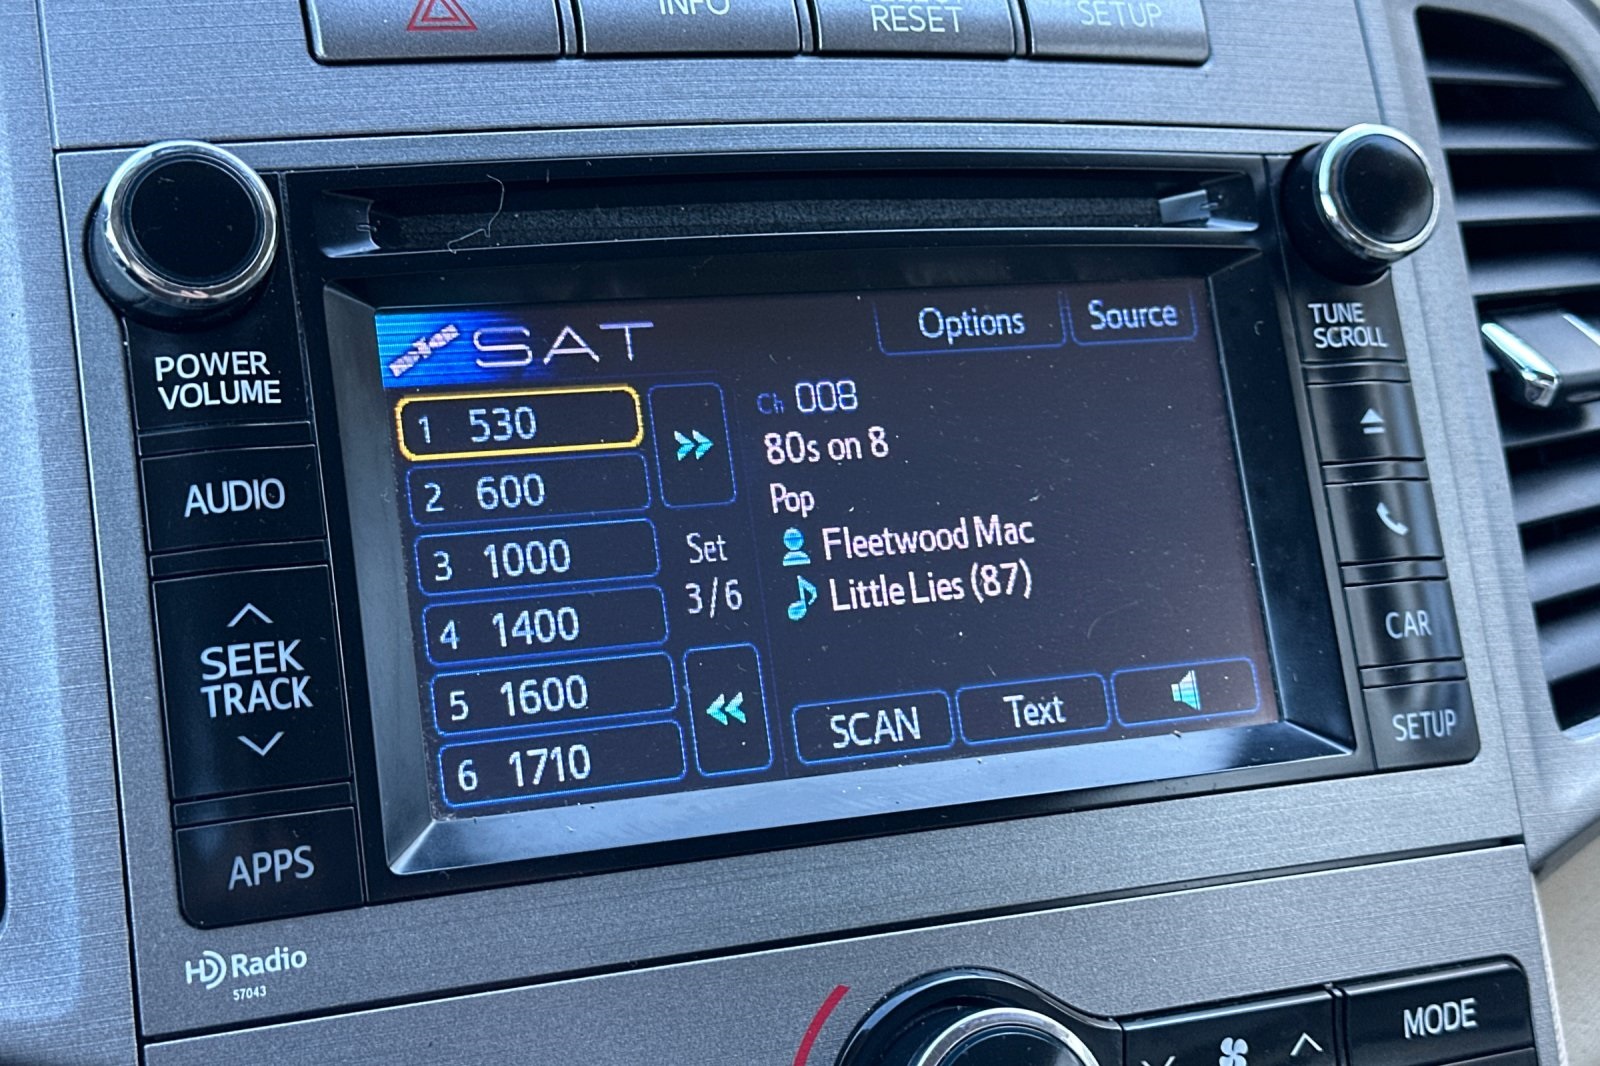 INFO
SELECT
RESET
SETUP
POWER
VOLUME
AUDIO
SEEK
TRACK
APPS
HD Radio
57043
SAT
Options
Source
1 530
2 600
3 1000
4 1400
5 1600
6 1710
Set
3/6
Ch 008
80s on 8
Pop
Fleetwood Mac
Little Lies (87)
SCAN
Text
TUNE
SCROLL
CAR
SETUP
MODE